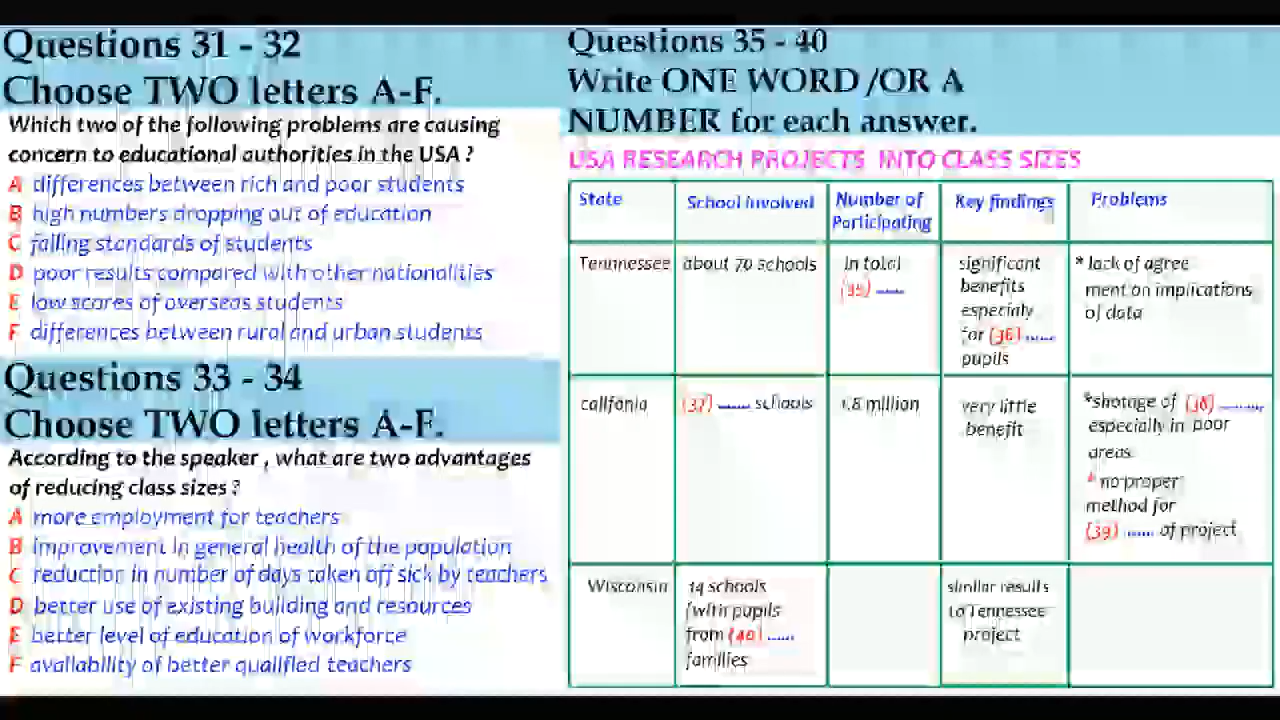 Questions 31 - 32
Choose TWO letters A-F.
Which two of the following problems are causing
concern to educational authorities in the USA ?
A differences between rich and poor students
B high numbers dropping out of education
C falling standards of students
D poor results compared with other nationalities
E low scores of overseas students
F differences between rural and urban students
Questions 33 - 34
Choose TWO letters A-F.
According to the speaker , what are two advantages
of reducing class sizes ?
A more employment for teachers
B improvement in general health of the population
C reduction in number of days taken off sick by teachers
D better use of existing building and resources
E better level of education of workforce
F availability of better qualified teachers
Questions 35 - 40
Write ONE WORD /OR A
NUMBER for each answer.
USA RESEARCH PROJECTS INTO CLASS SIZES
State
School involved
Number of
Participating
Key findings
Problems
Tennnessee
about 70 schools
In total
(35) ......
significant
benefits
especialy
for (36) ......
pupils
* lack of agree
ment on implications
of data
califonia
(37) ...... schools
1.8 million
very little
benefit
*shotage of (38) ........
especially in poor
areas.
* no proper
method for
(39) ...... of project
Wisconsin
14 schools
(with pupils
from (40) ......
families
similar results
to Tennessee
project